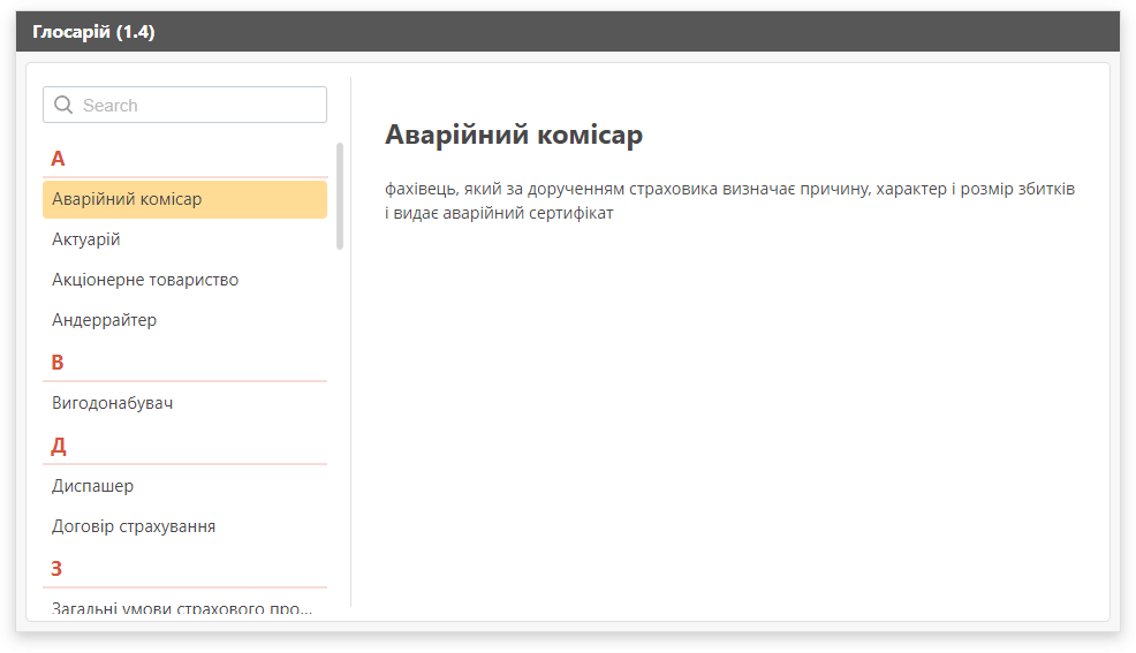 Глосарій (1.4)
Search
А
Аварійний комісар
Актуарій
Акціонерне товариство
Андеррайтер
В
Вигодонабувач
Д
Диспашер
Договір страхування
З
Загальні умови страхового про...
Аварійний комісар
фахівець, який за дорученням страховика визначає причину, характер і розмір збитків
і видає аварійний сертифікат